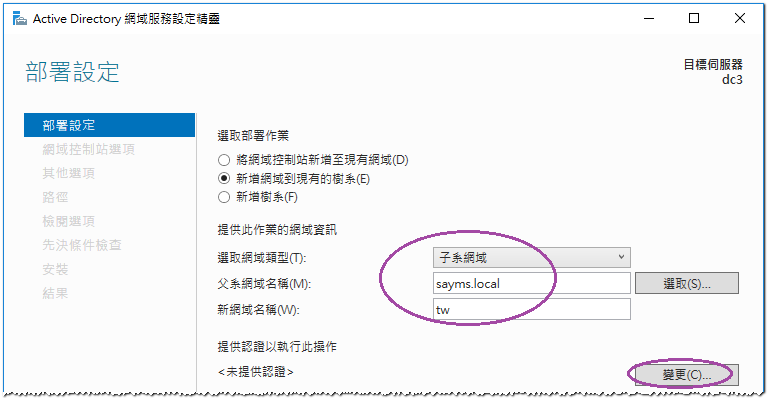 Active Directory 網域服務設定精靈
部署設定
目標伺服器
dc3
部署設定
網域控制站選項
其他選項
路徑
檢閱選項
先決條件檢查
安裝
結果
選取部署作業
將網域控制站新增至現有網域(D)
新增網域到現有的樹系(E)
新增樹系(F)
提供此作業的網域資訊
選取網域類型(T): 子系網域
父系網域名稱(M): sayms.local 選取(S)...
新網域名稱(W): tw
提供認證以執行此操作
<未提供認證> 變更(C)...